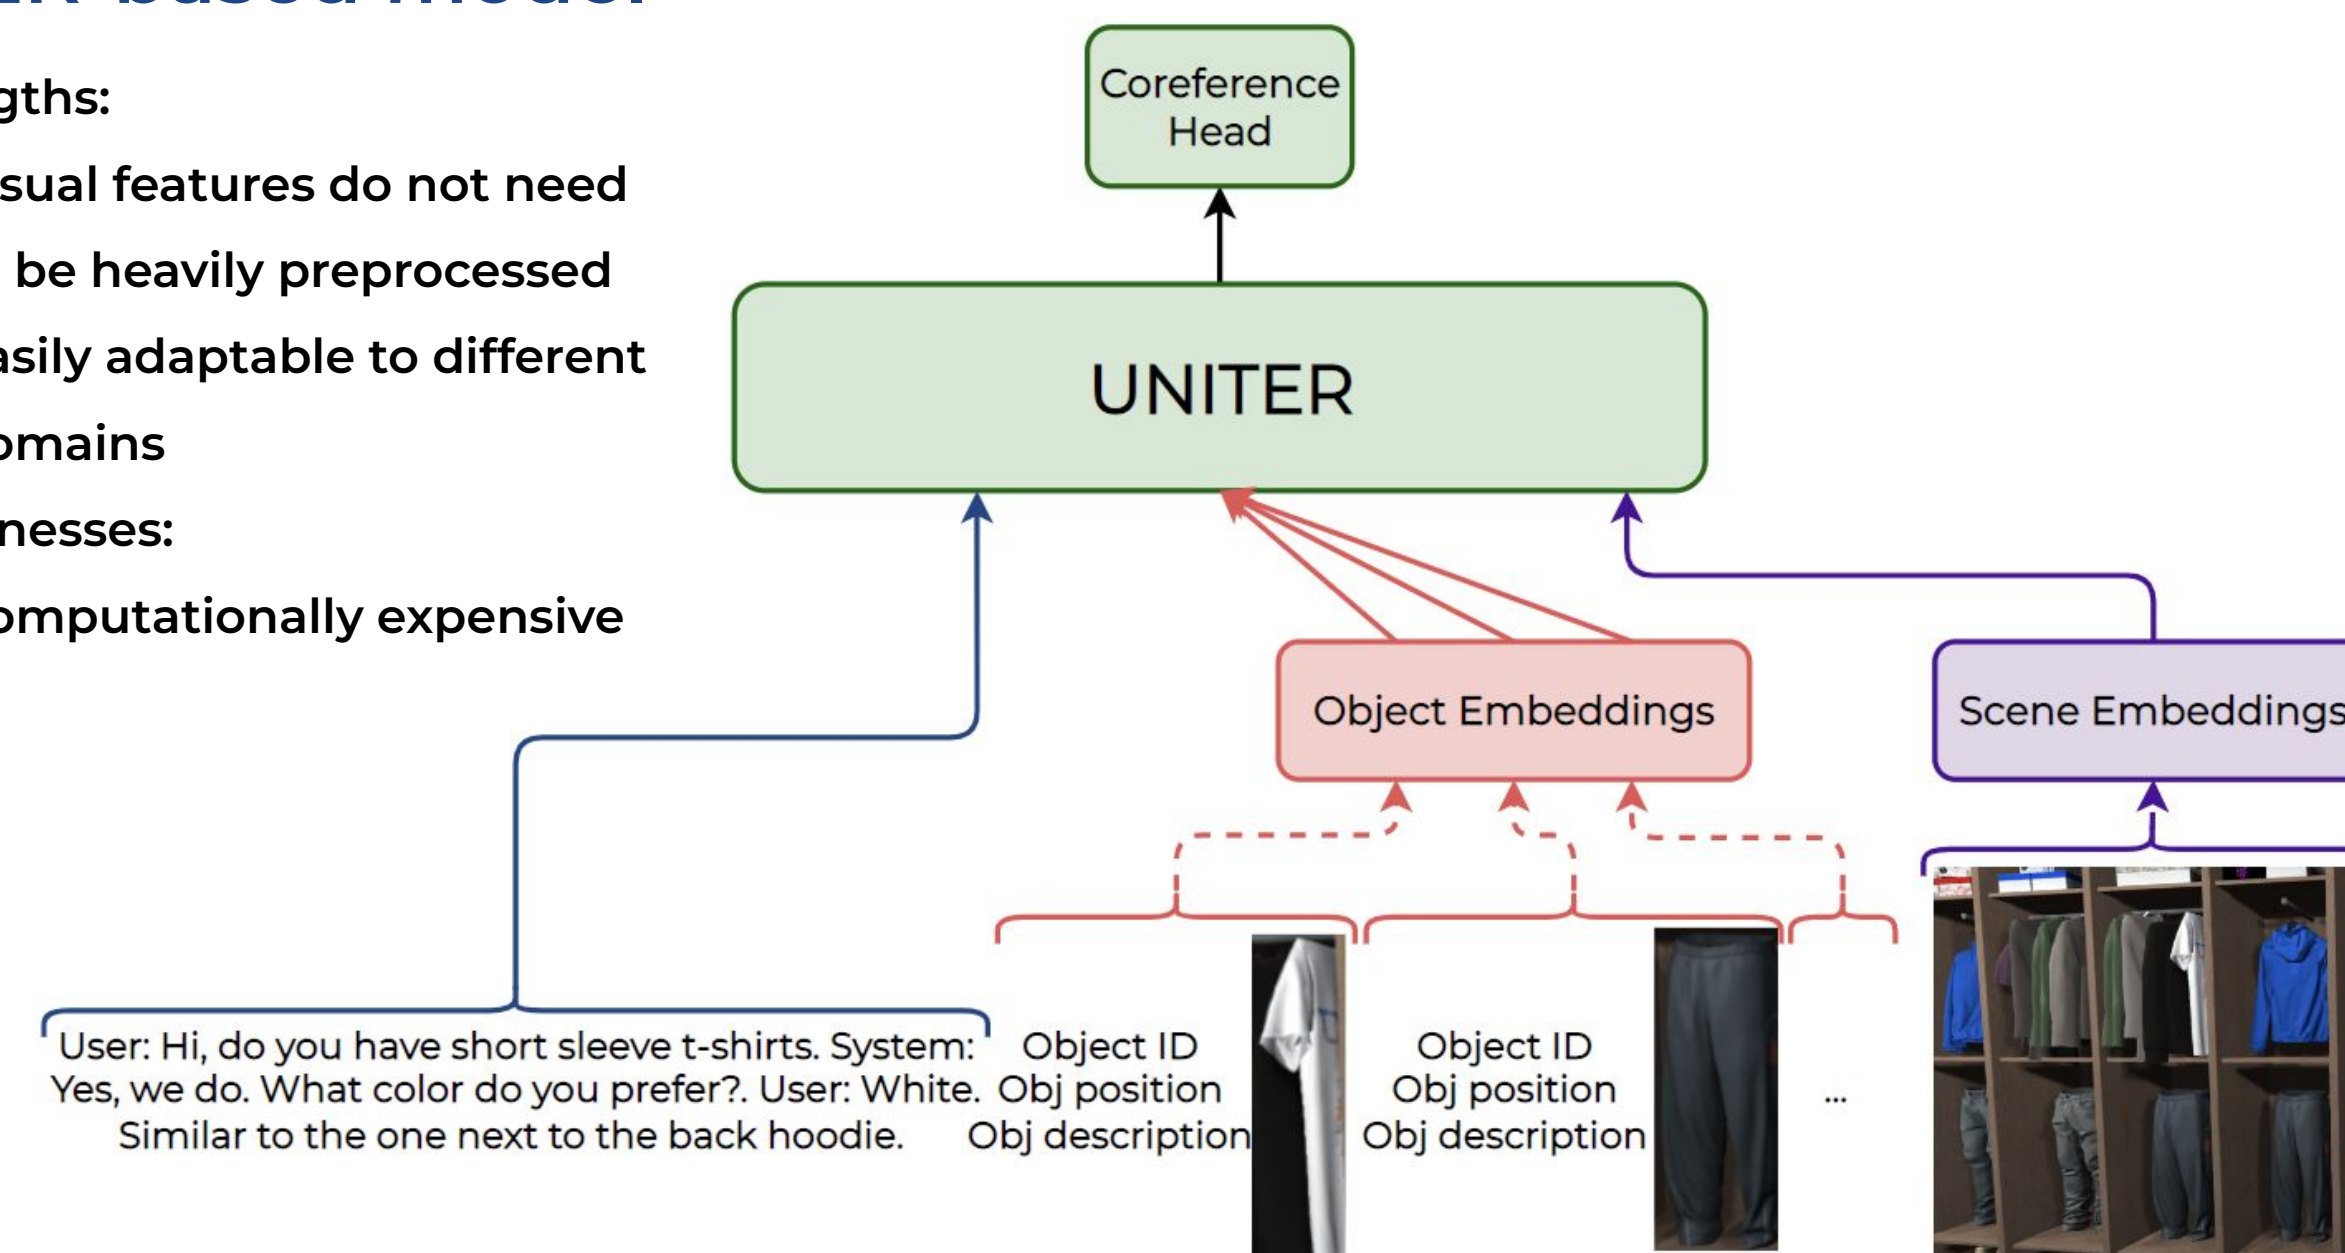 ER-based model
gths:
sual features do not need
be heavily preprocessed
asily adaptable to different
omains
nesses:
omputationally expensive
Coreference
Head
UNITER
Object Embeddings
Scene Embeddings
User: Hi, do you have short sleeve t-shirts. System:
Yes, we do. What color do you prefer?. User: White.
Similar to the one next to the back hoodie.
Object ID
Obj position
Obj description
Object ID
Obj position
Obj description
...